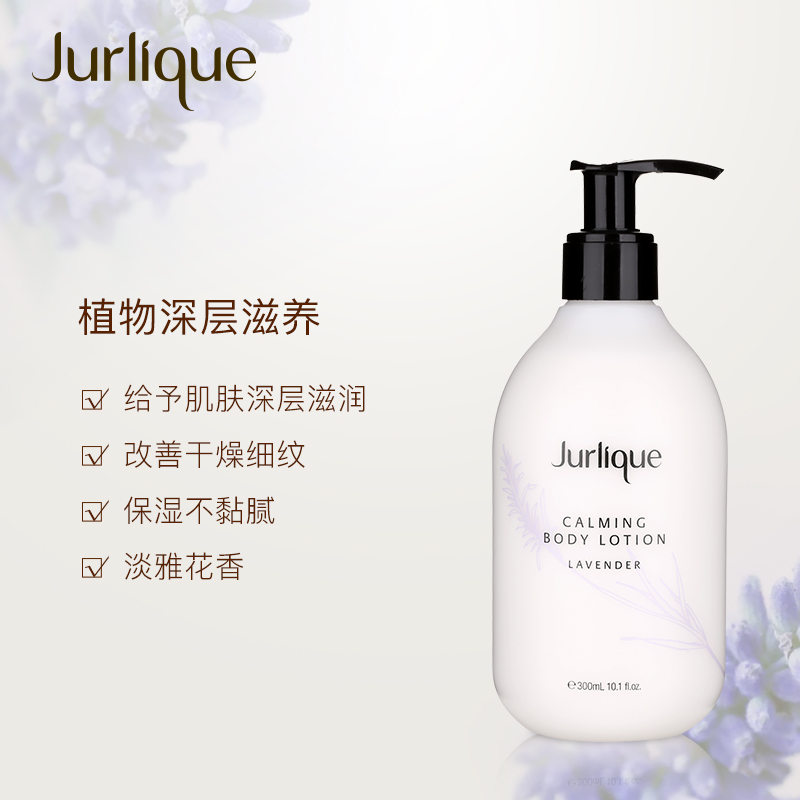 Jurlique
植物深层滋养
给予肌肤深层滋润
改善干燥细纹
保湿不黏腻
淡雅花香
Jurlique
CALMING
BODY LOTION
LAVENDER
℮300mL 10.1 fl.oz.